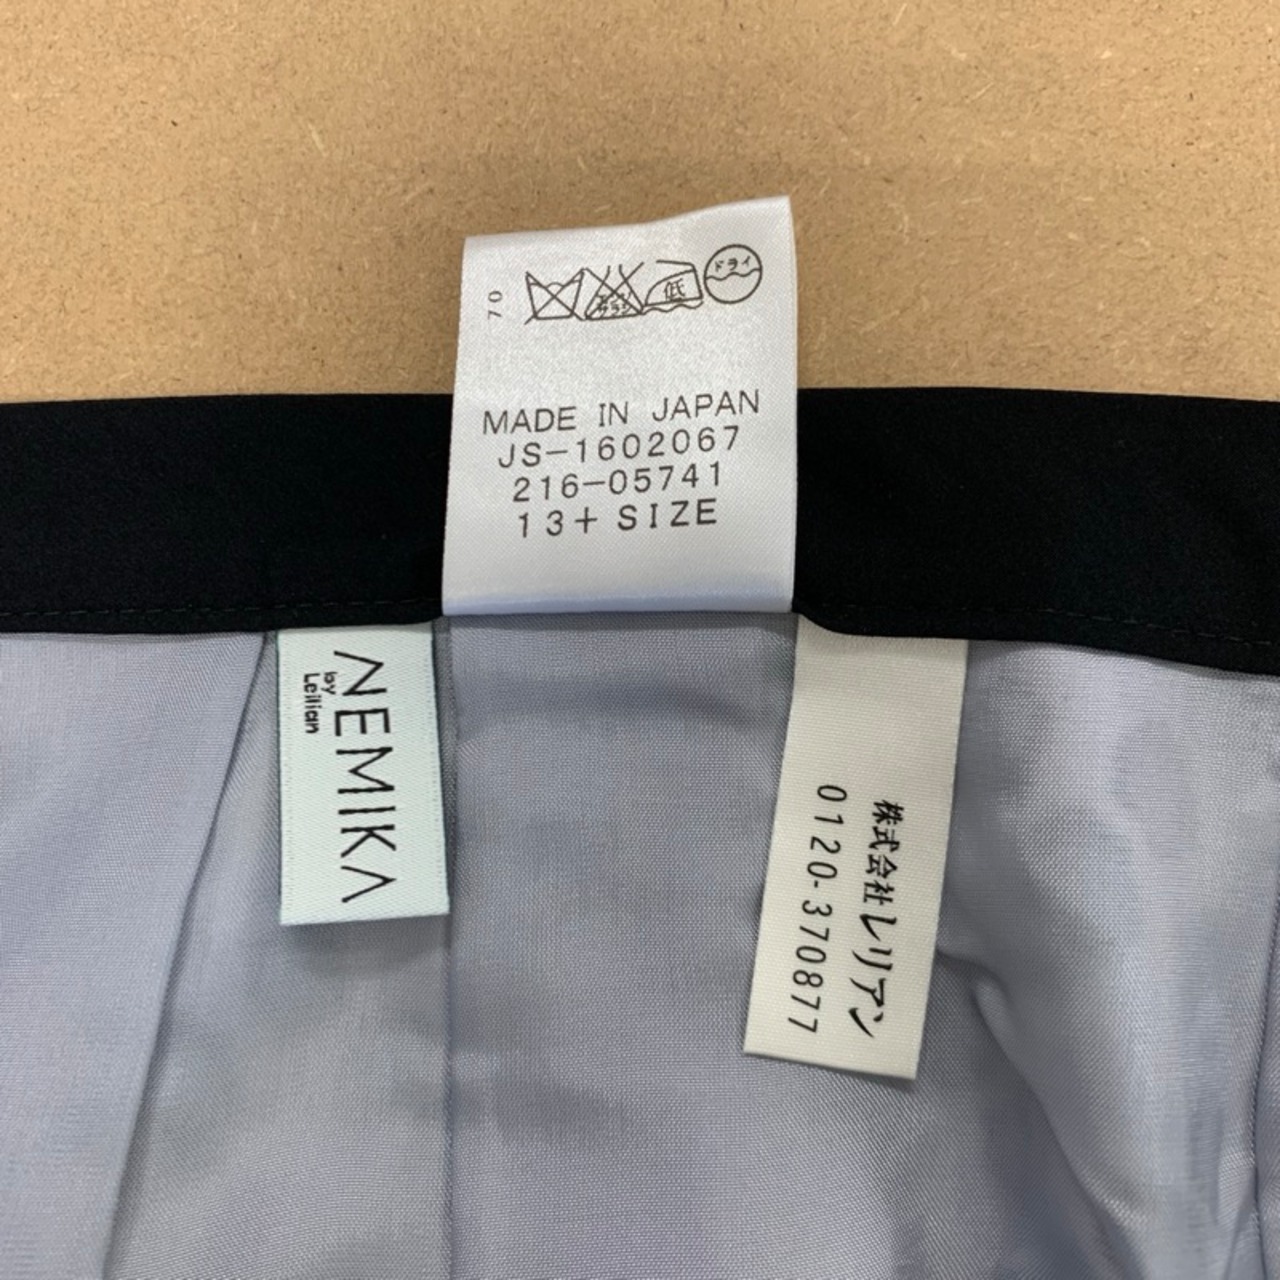 70
低
ドライ
MADE IN JAPAN
JS-1602067
216-05741
13+ SIZE
NEMIKA
by
Leilian
株式会社レリアン
0120-370877